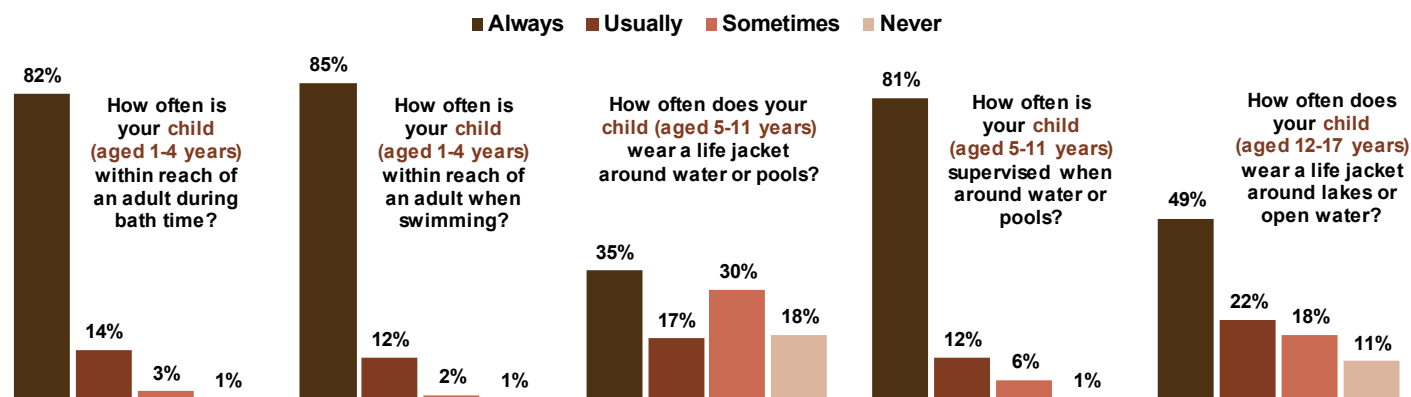 Always Usually Sometimes Never
82%
14%
3%
1%
How often is
your child
(aged 1-4 years)
within reach of
an adult during
bath time?
85%
12%
2%
1%
How often is
your child
(aged 1-4 years)
within reach of
an adult when
swimming?
35%
17%
30%
18%
How often does your
child (aged 5-11 years)
wear a life jacket
around water or pools?
81%
12%
6%
1%
How often is
your child
(aged 5-11 years)
supervised when
around water or
pools?
49%
22%
18%
11%
How often does
your child
(aged 12-17 years)
wear a life jacket
around lakes or
open water?